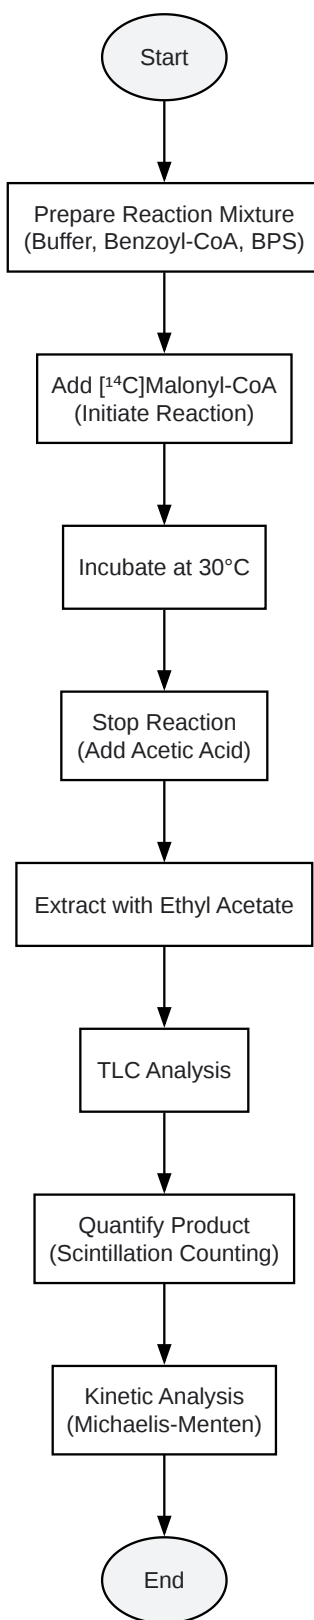 Start
Prepare Reaction Mixture
(Buffer, Benzoyl-CoA, BPS)
Add [¹⁴C]Malonyl-CoA
(Initiate Reaction)
Incubate at 30°C
Stop Reaction
(Add Acetic Acid)
Extract with Ethyl Acetate
TLC Analysis
Quantify Product
(Scintillation Counting)
Kinetic Analysis
(Michaelis-Menten)
End